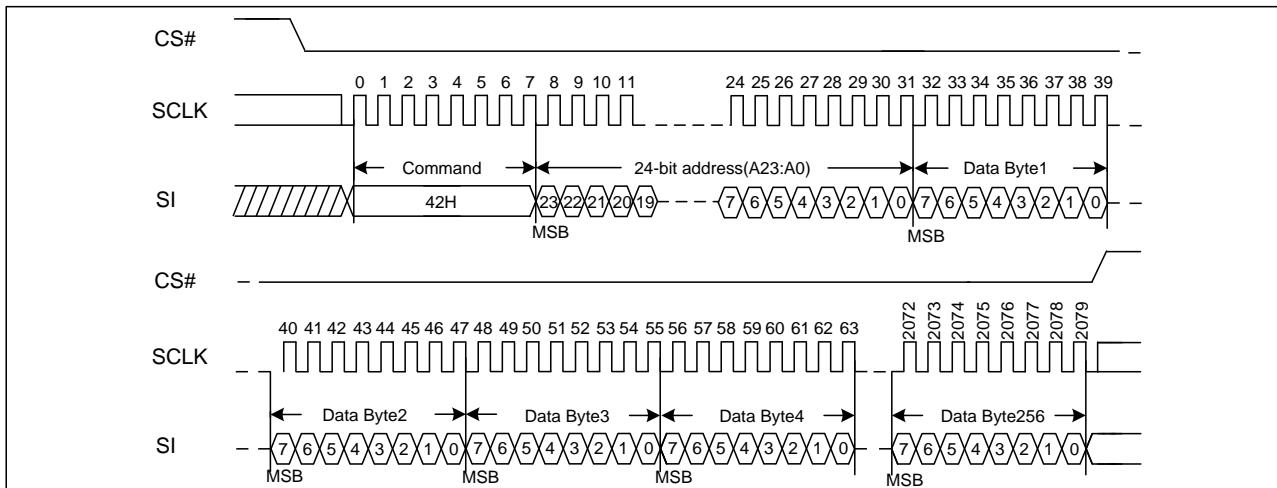 CS#
0 1 2 3 4 5 6 7 8 9 10 11 24 25 26 27 28 29 30 31 32 33 34 35 36 37 38 39
SCLK
Command 24-bit address(A23:A0) Data Byte1
SI 42H 23 22 21 20 19 7 6 5 4 3 2 1 0 7 6 5 4 3 2 1 0
MSB MSB
CS#
40 41 42 43 44 45 46 47 48 49 50 51 52 53 54 55 56 57 58 59 60 61 62 63 2072 2073 2074 2075 2076 2077 2078 2079
SCLK
Data Byte2 Data Byte3 Data Byte4 Data Byte256
SI 7 6 5 4 3 2 1 0 7 6 5 4 3 2 1 0 7 6 5 4 3 2 1 0 7 6 5 4 3 2 1 0
MSB MSB MSB MSB